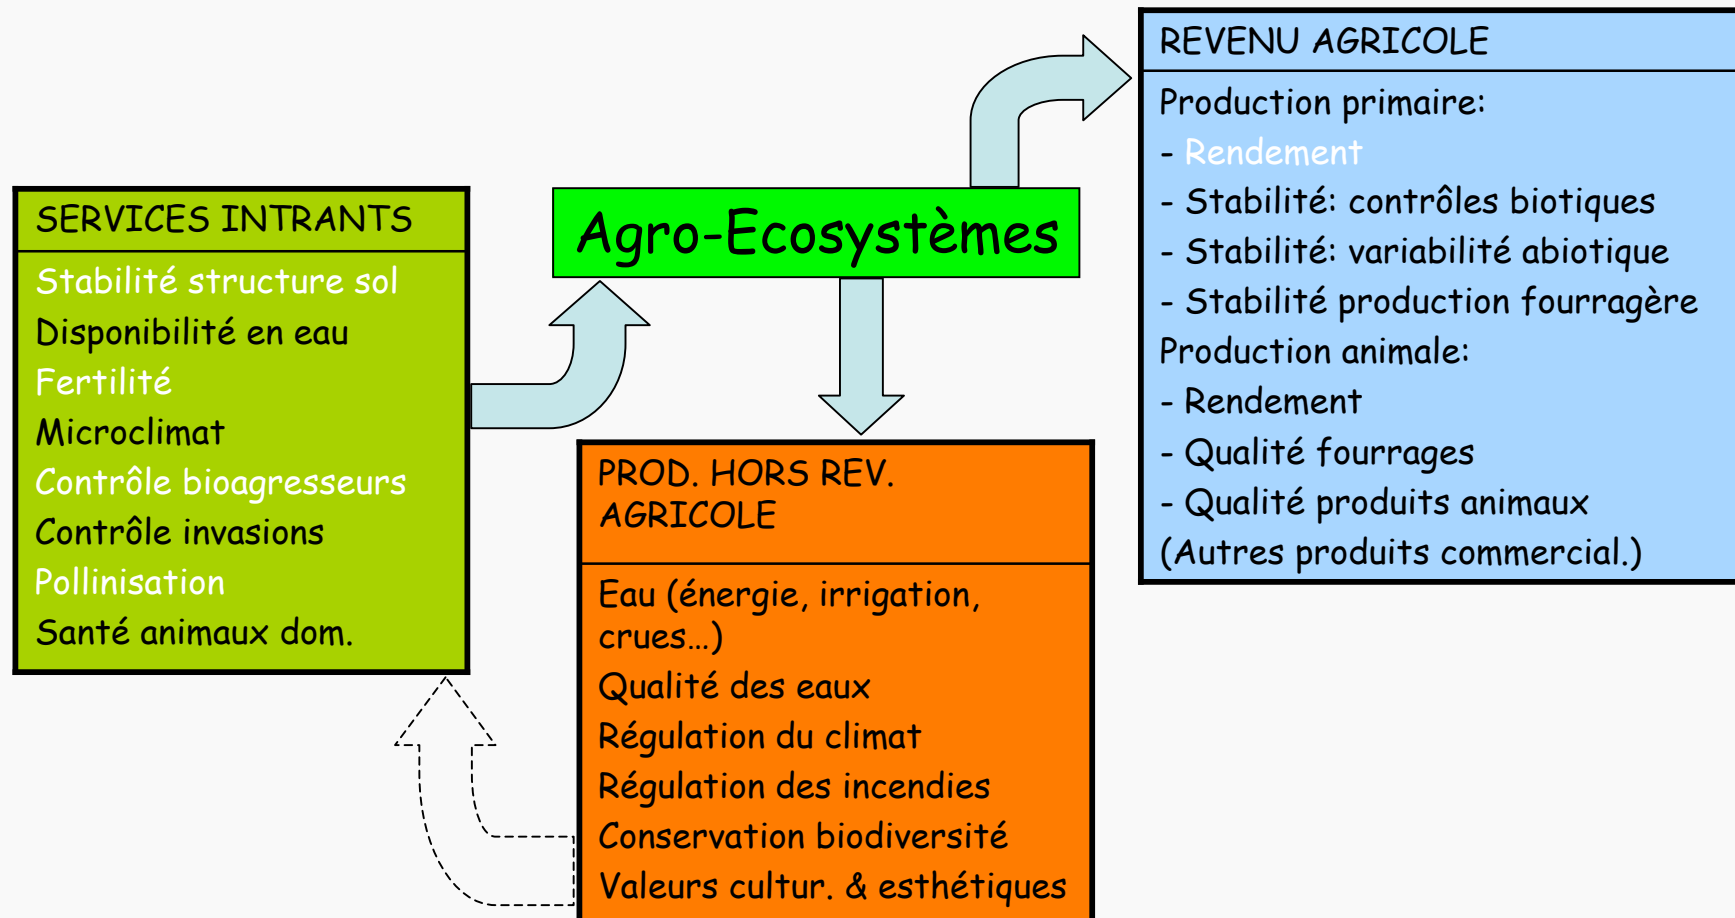 SERVICES INTRANTS
Stabilité structure sol
Disponibilité en eau
Fertilité
Microclimat
Contrôle bioagresseurs
Contrôle invasions
Pollinisation
Santé animaux dom.
Agro-Ecosystèmes
PROD. HORS REV.
AGRICOLE
Eau (énergie, irrigation,
crues…)
Qualité des eaux
Régulation du climat
Régulation des incendies
Conservation biodiversité
Valeurs cultur. & esthétiques
REVENU AGRICOLE
Production primaire:
- Rendement
- Stabilité: contrôles biotiques
- Stabilité: variabilité abiotique
- Stabilité production fourragère
Production animale:
- Rendement
- Qualité fourrages
- Qualité produits animaux
(Autres produits commercial.)